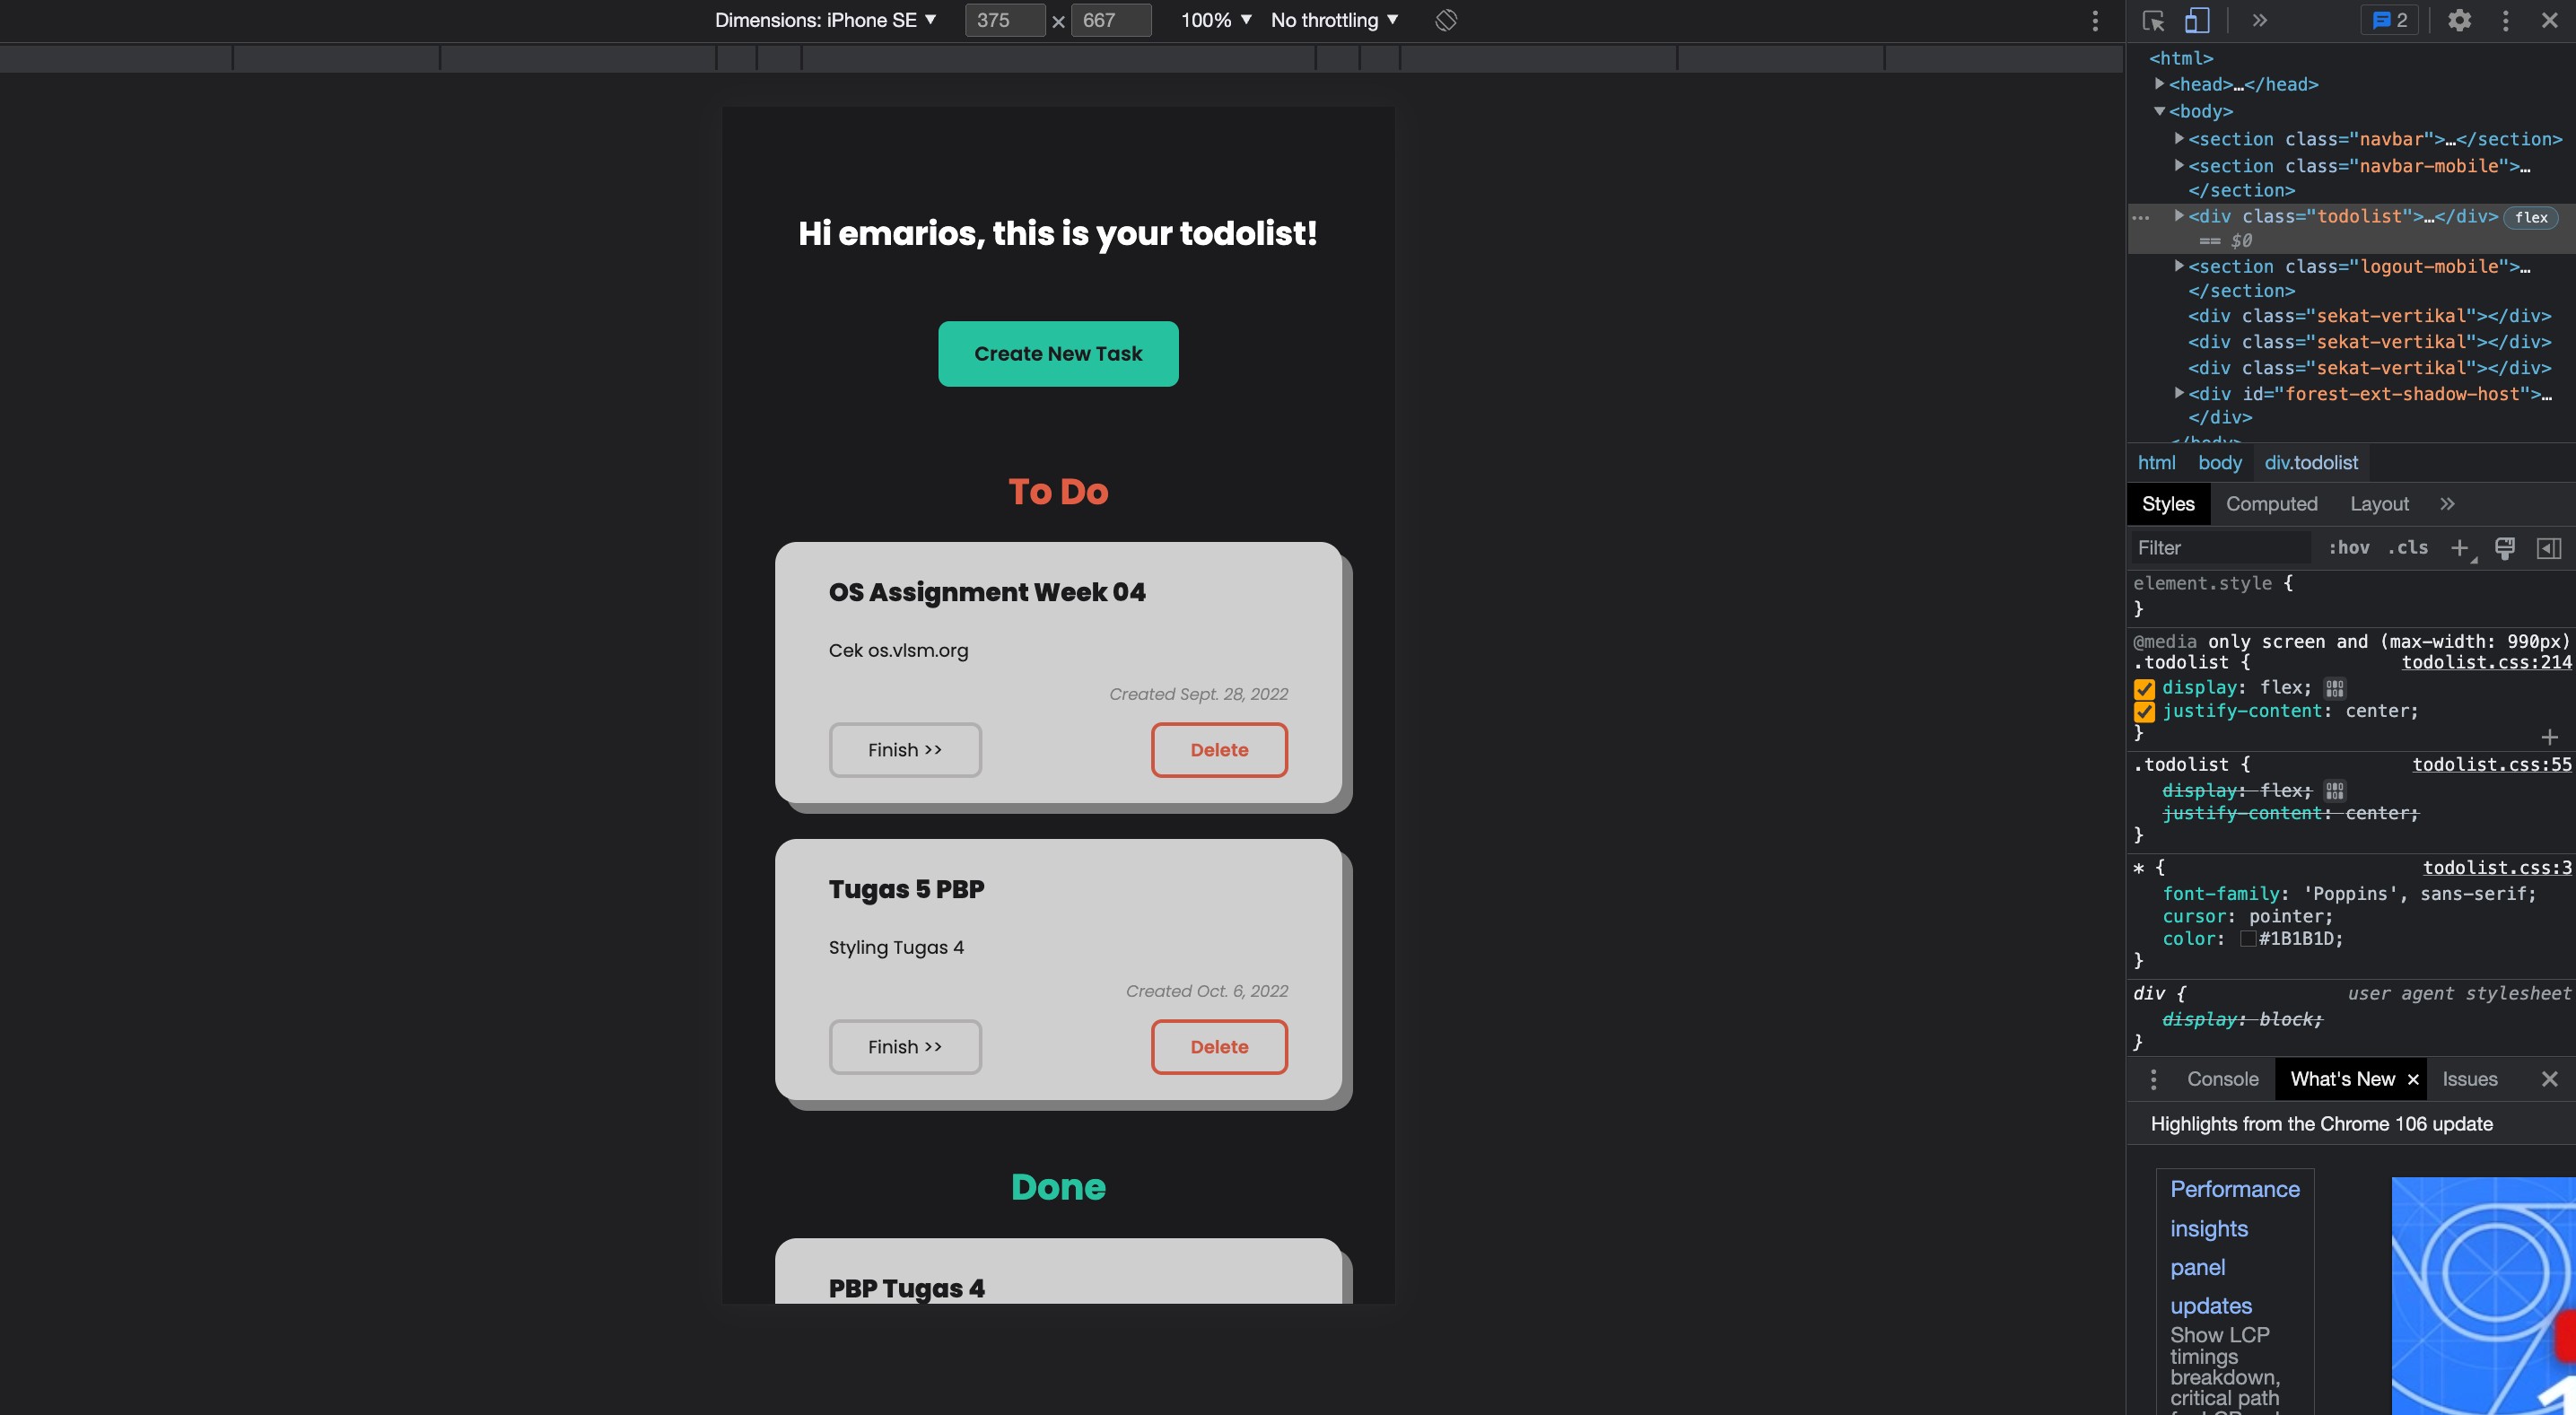 Dimensions: iPhone SE ▼ 375 × 667 100% ▼ No throttling ▼
Hi emarios, this is your todolist!
Create New Task
To Do
OS Assignment Week 04
Cek os.vlsm.org
Created Sept. 28, 2022
Finish >> Delete
Tugas 5 PBP
Styling Tugas 4
Created Oct. 6, 2022
Finish >> Delete
Done
PBP Tugas 4
2
<html>
<head>…</head>
<body>
<section class="navbar">…</section>
<section class="navbar-mobile">…
</section>
<div class="todolist">…</div> flex
== $0
<section class="logout-mobile">…
</section>
<div class="sekat-vertikal"></div>
<div class="sekat-vertikal"></div>
<div class="sekat-vertikal"></div>
<div id="forest-ext-shadow-host">…
</div>
</body>
html body div.todolist
Styles Computed Layout »
Filter :hov .cls +
element.style {
}
@media only screen and (max-width: 990px)
.todolist { todolist.css:214
display: flex;
justify-content: center;
}
.todolist { todolist.css:55
display: flex;
justify-content: center;
}
* { todolist.css:3
font-family: 'Poppins', sans-serif;
cursor: pointer;
color: #1B1B1D;
}
div { user agent stylesheet
display: block;
}
Console What's New × Issues
Highlights from the Chrome 106 update
Performance
insights
panel
updates
Show LCP
timings
breakdown,
critical path